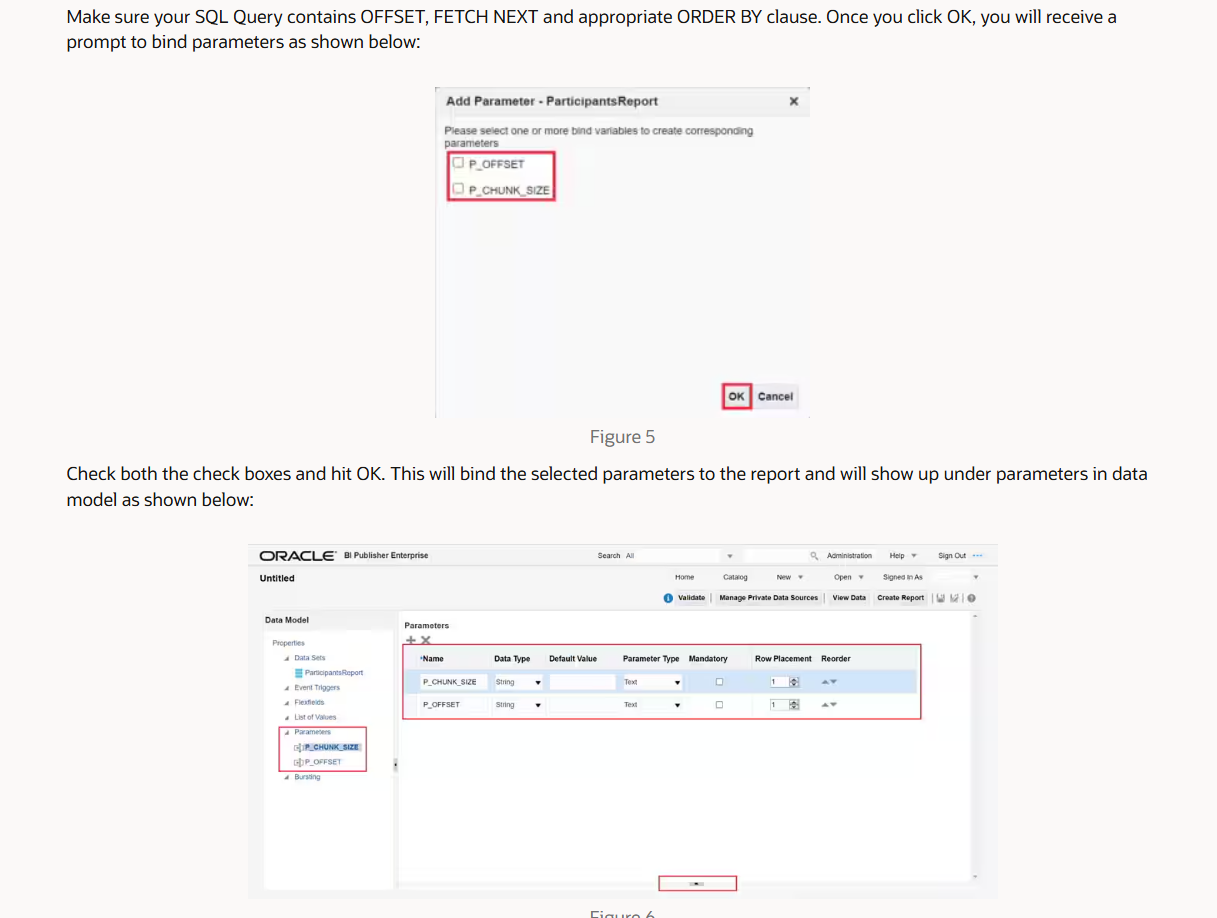 Make sure your SQL Query contains OFFSET, FETCH NEXT and appropriate ORDER BY clause. Once you click OK, you will receive a
prompt to bind parameters as shown below:
Add Parameter - ParticipantsReport
Please select one or more bind variables to create corresponding
parameters
P_OFFSET
P_CHUNK_SIZE
OK Cancel
Figure 5
Check both the check boxes and hit OK. This will bind the selected parameters to the report and will show up under parameters in data
model as shown below:
ORACLE BI Publisher Enterprise Search All Administration Help Sign Out
Untitled Home Catalog New Open Signed In As
Validate Manage Private Data Sources View Data Create Report
Data Model
Properties
Data Sets
ParticipantsReport
Event Triggers
Flexfields
List of Values
Parameters
P_CHUNK_SIZE
P_OFFSET
Bursting
Parameters
*Name Data Type Default Value Parameter Type Mandatory Row Placement Reorder
P_CHUNK_SIZE String Text 1
P_OFFSET String Text 1
Figure 6